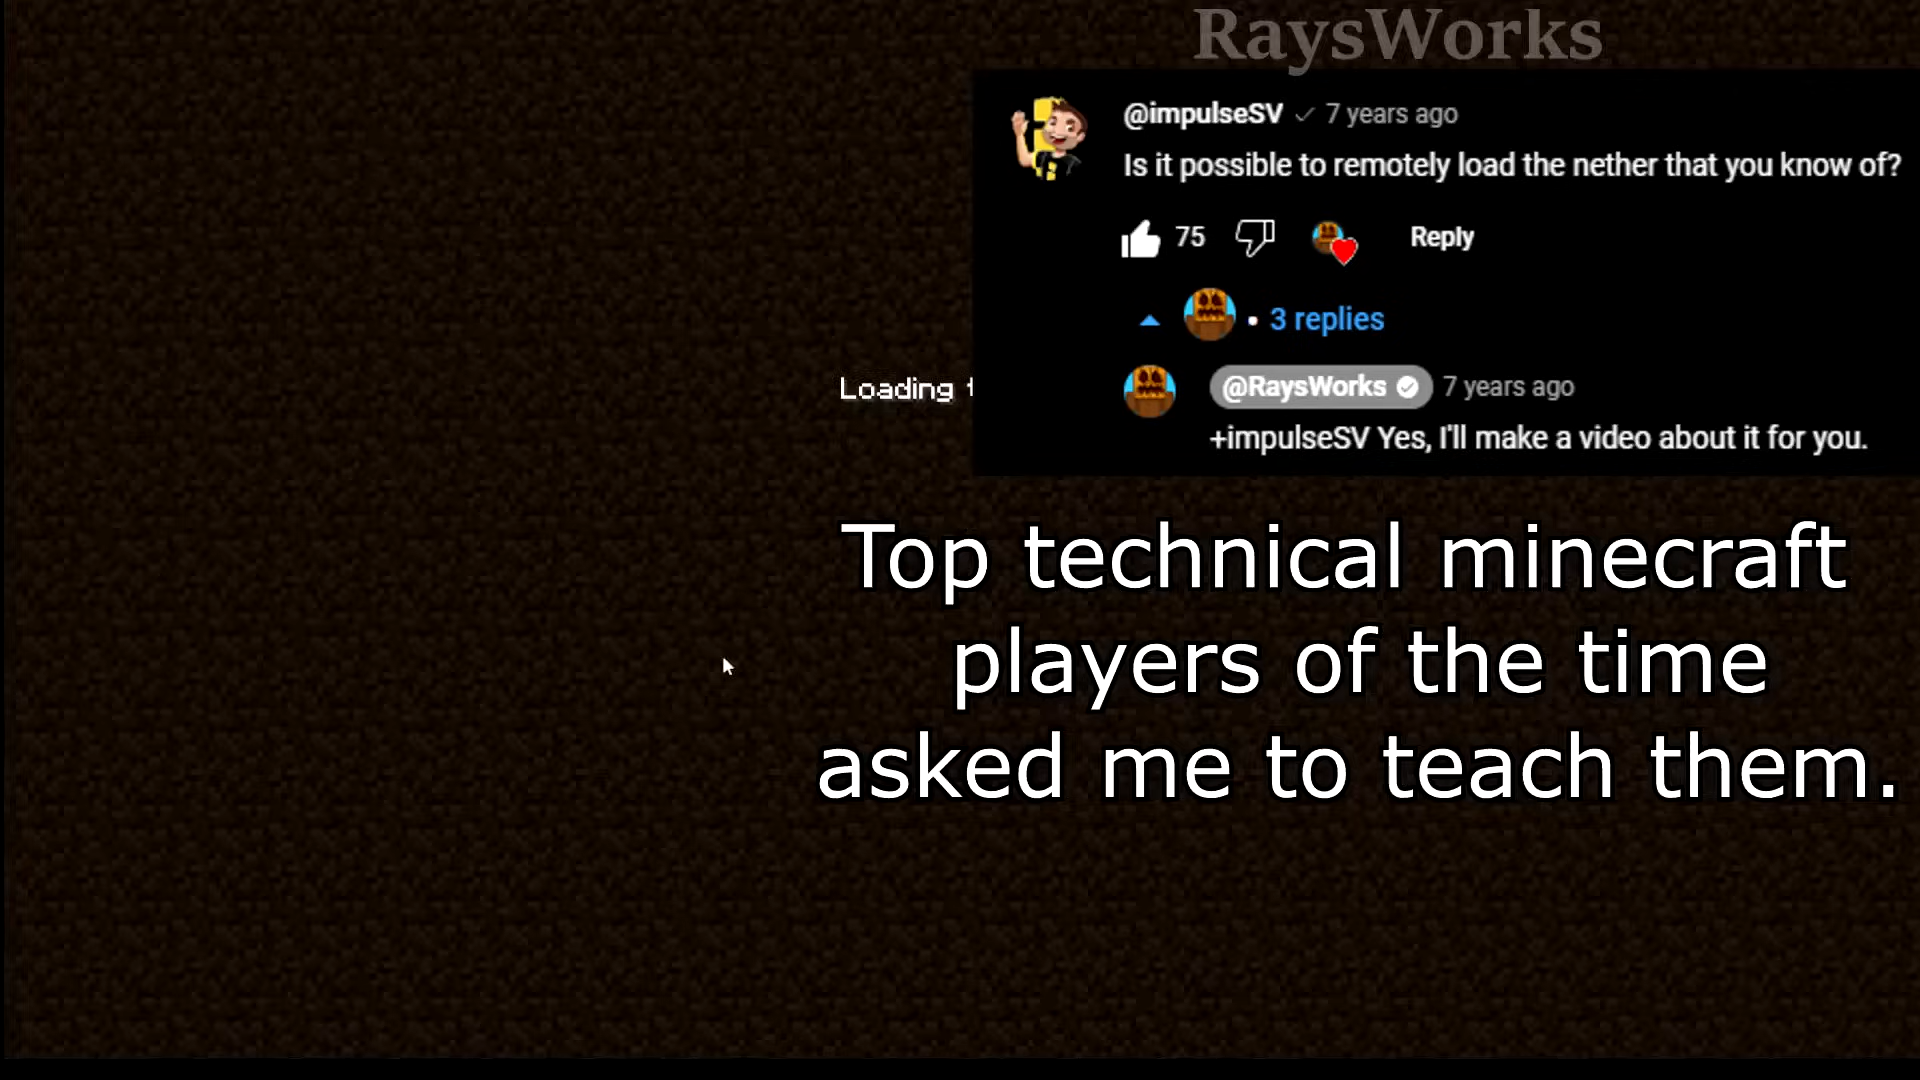 RaysWorks
@impulseSV 7 years ago
Is it possible to remotely load the nether that you know of?
75 Reply
3 replies
@RaysWorks 7 years ago
+impulseSV Yes, I'll make a video about it for you.
Loading
Top technical minecraft
players of the time
asked me to teach them.